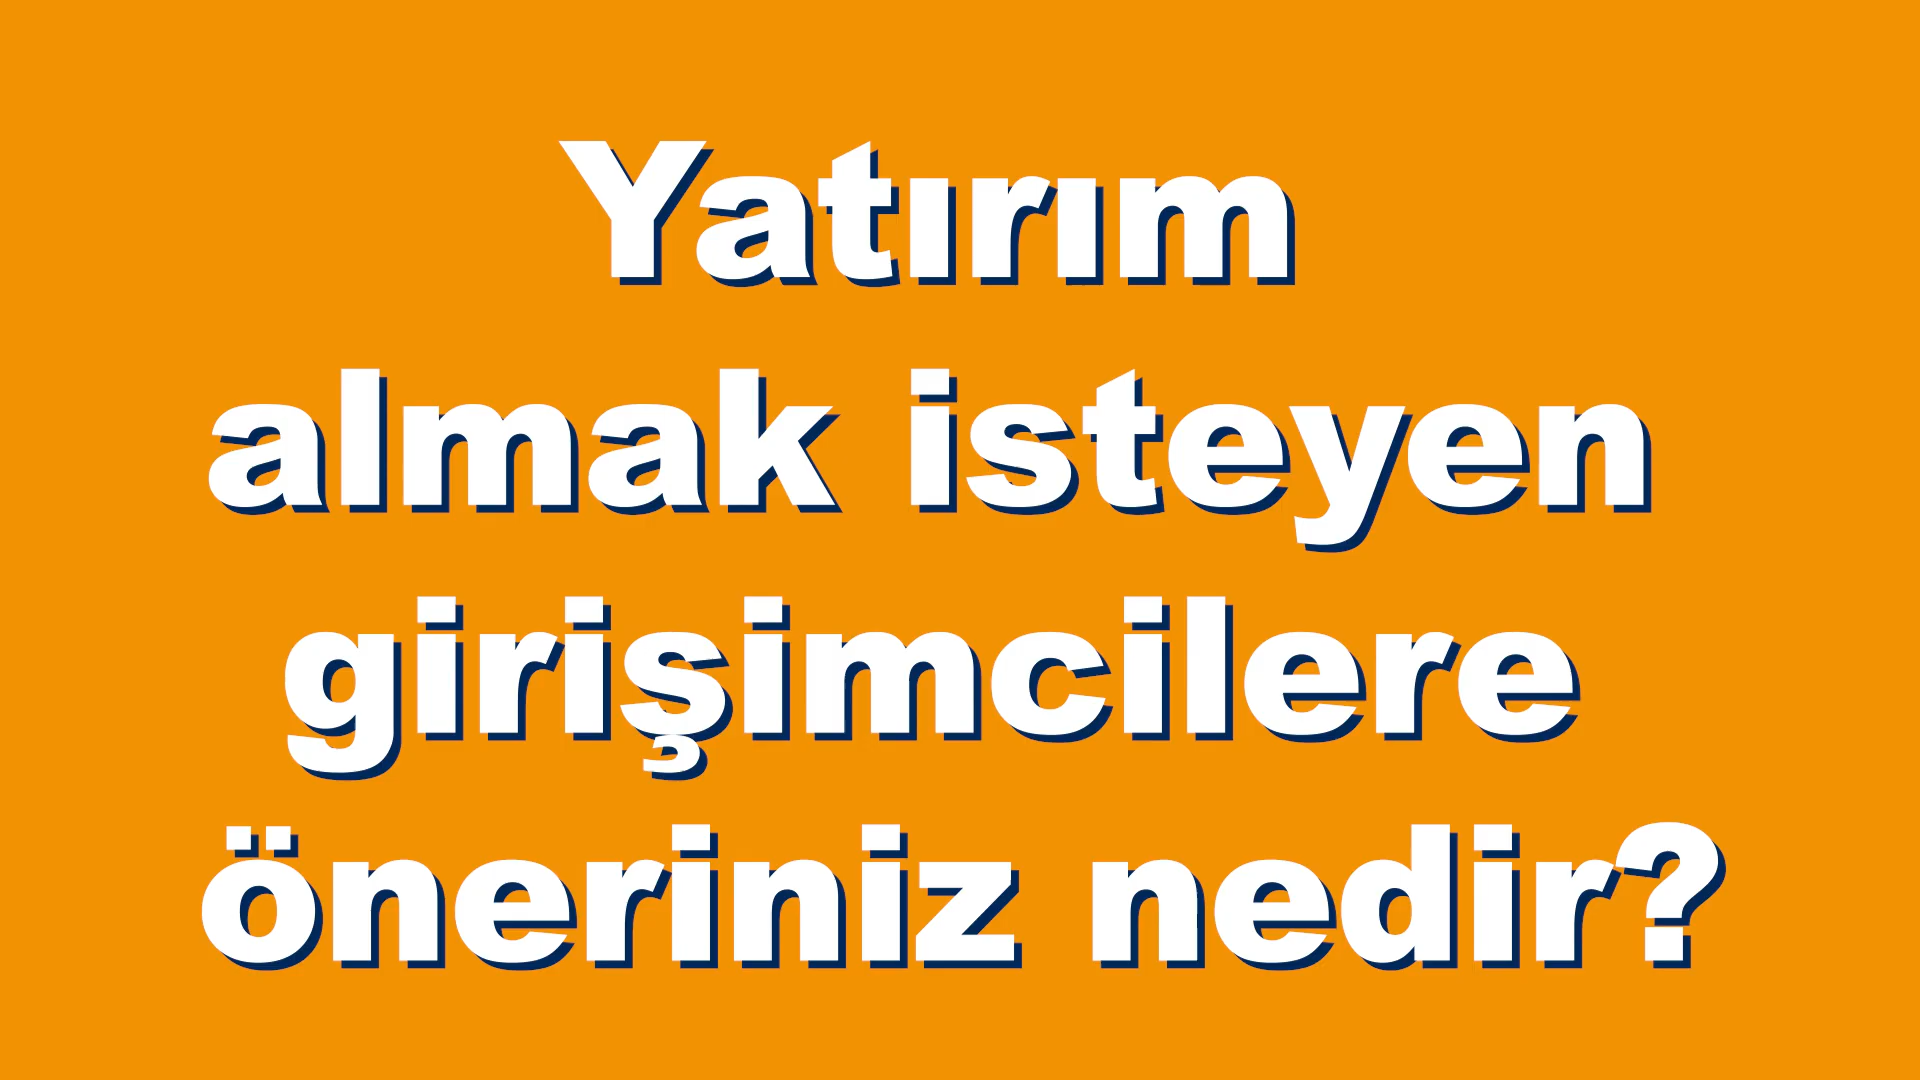 Yatırım
almak isteyen
girişimcilere
öneriniz nedir?